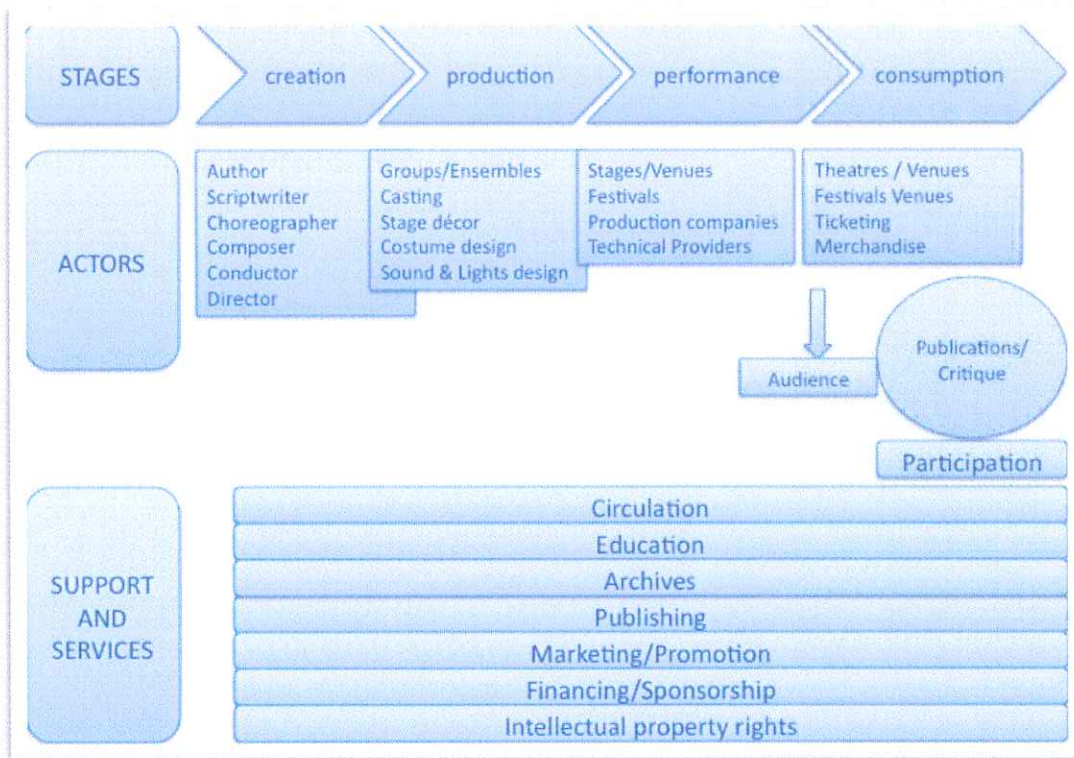 STAGES
creation
production
performance
consumption
ACTORS
Author
Scriptwriter
Choreographer
Composer
Conductor
Director
Groups/Ensembles
Casting
Stage décor
Costume design
Sound & Lights design
Stages/Venues
Festivals
Production companies
Technical Providers
Theatres / Venues
Festivals Venues
Ticketing
Merchandise
Audience
Publications/
Critique
Participation
SUPPORT
AND
SERVICES
Circulation
Education
Archives
Publishing
Marketing/Promotion
Financing/Sponsorship
Intellectual property rights